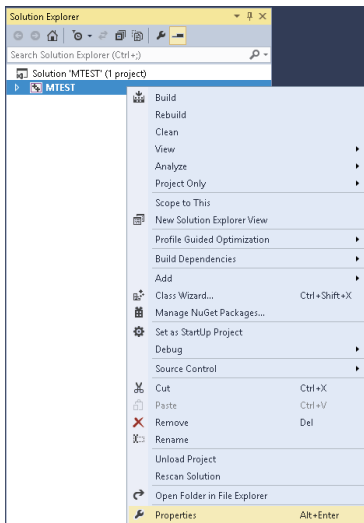 Solution Explorer
Search Solution Explorer (Ctrl+;)
Solution 'MTEST' (1 project)
MTEST
Build
Rebuild
Clean
View
Analyze
Project Only
Scope to This
New Solution Explorer View
Profile Guided Optimization
Build Dependencies
Add
Class Wizard... Ctrl+Shift+X
Manage NuGet Packages...
Set as StartUp Project
Debug
Source Control
Cut Ctrl+X
Paste Ctrl+V
Remove Del
Rename
Unload Project
Rescan Solution
Open Folder in File Explorer
Properties Alt+Enter